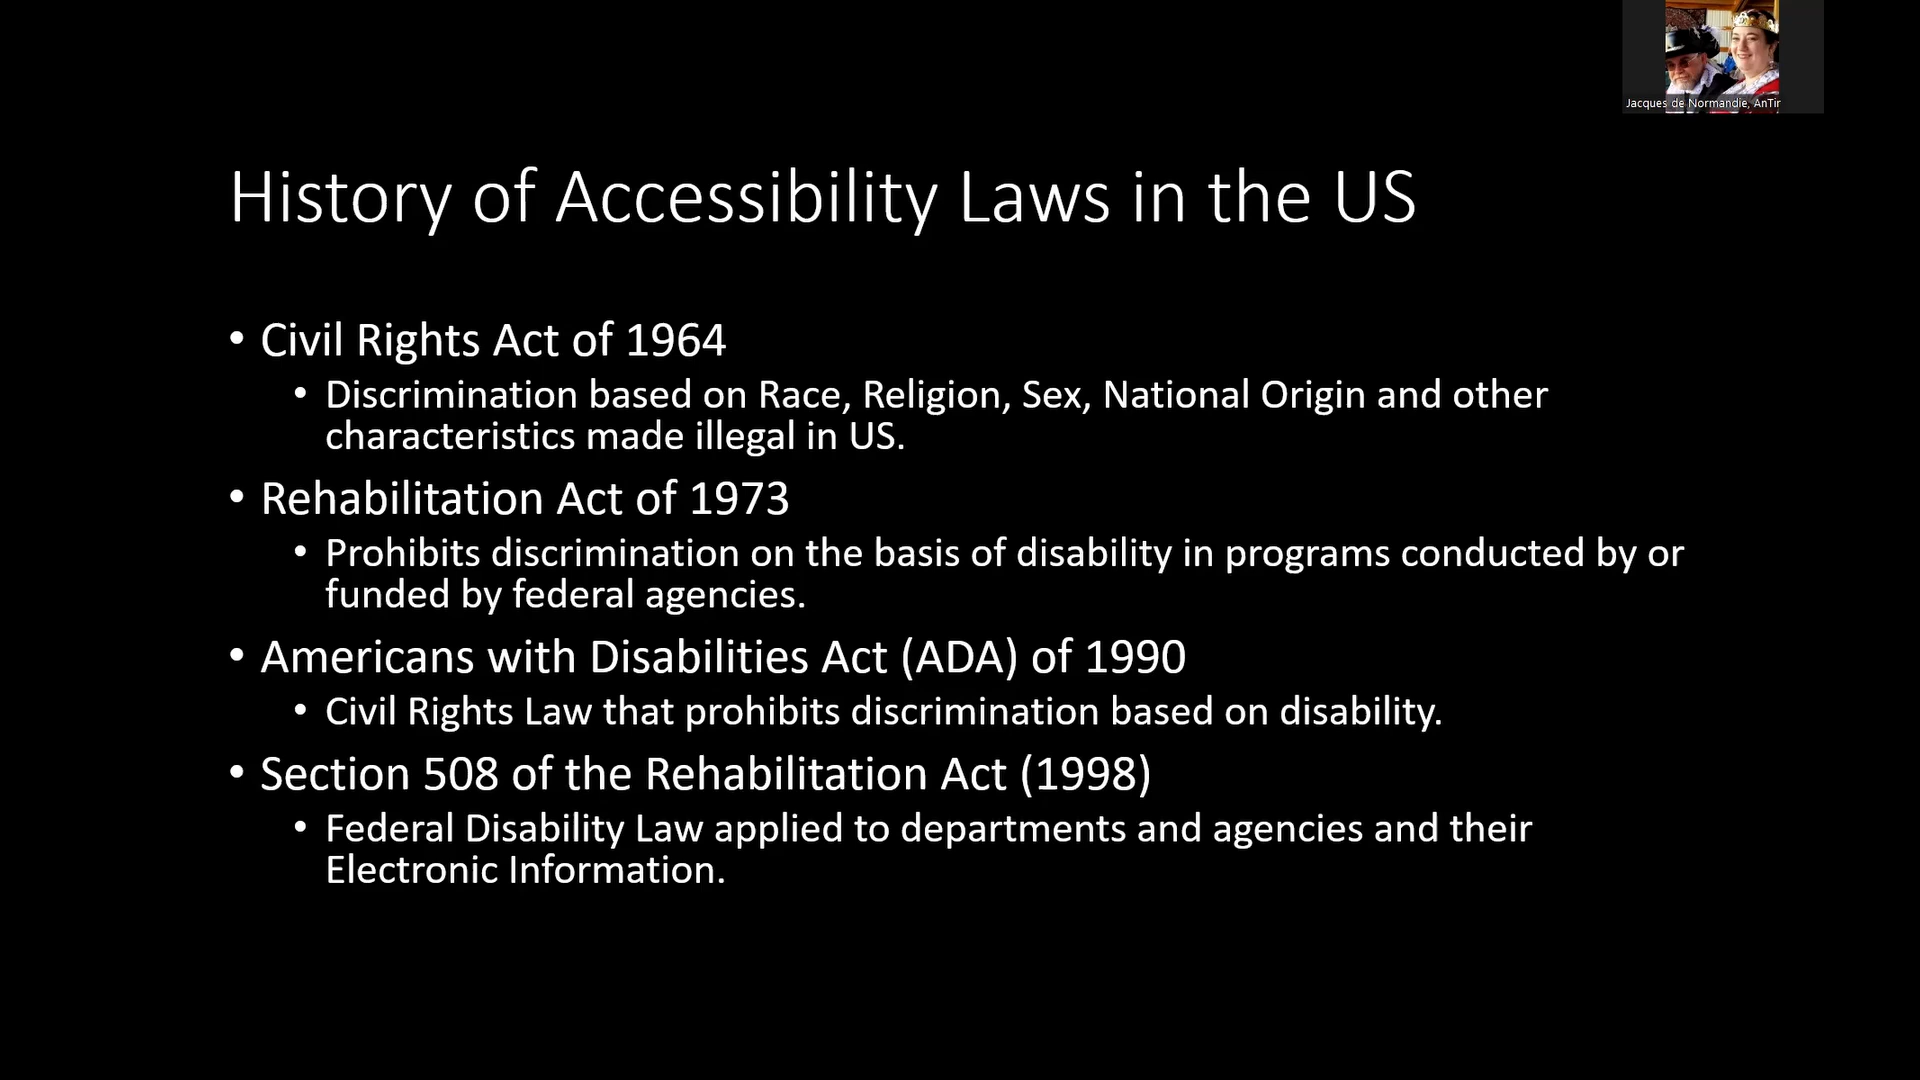 Jacques de Normandie, AnTir
History of Accessibility Laws in the US
• Civil Rights Act of 1964
• Discrimination based on Race, Religion, Sex, National Origin and other
characteristics made illegal in US.
• Rehabilitation Act of 1973
• Prohibits discrimination on the basis of disability in programs conducted by or
funded by federal agencies.
• Americans with Disabilities Act (ADA) of 1990
• Civil Rights Law that prohibits discrimination based on disability.
• Section 508 of the Rehabilitation Act (1998)
• Federal Disability Law applied to departments and agencies and their
Electronic Information.